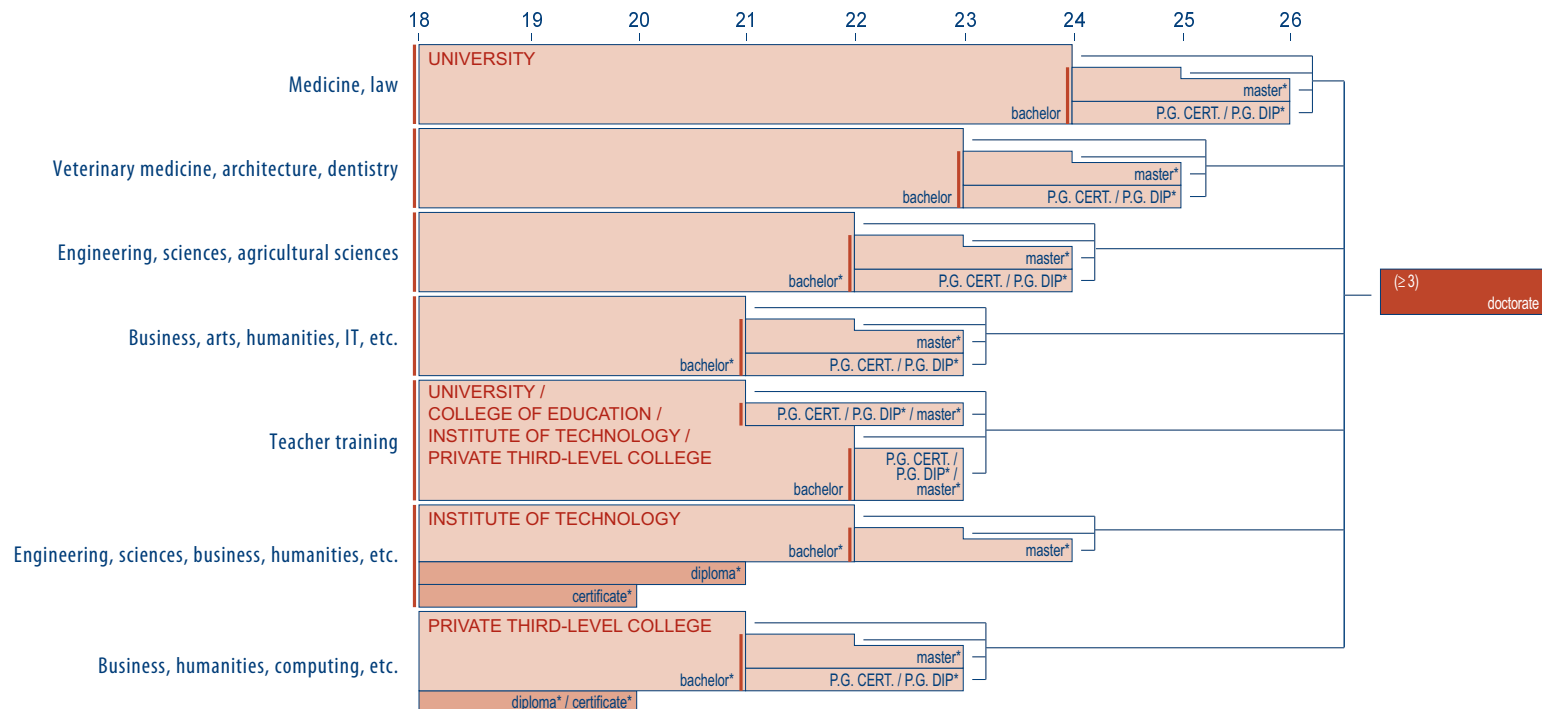 18 19 20 21 22 23 24 25 26
UNIVERSITY
Medicine, law
bachelor
master*
P.G. CERT. / P.G. DIP*
Veterinary medicine, architecture, dentistry
bachelor
master*
P.G. CERT. / P.G. DIP*
Engineering, sciences, agricultural sciences
bachelor*
master*
P.G. CERT. / P.G. DIP*
(≥ 3)
doctorate
Business, arts, humanities, IT, etc.
bachelor*
master*
P.G. CERT. / P.G. DIP*
Teacher training
UNIVERSITY /
COLLEGE OF EDUCATION /
INSTITUTE OF TECHNOLOGY /
PRIVATE THIRD-LEVEL COLLEGE
P.G. CERT. / P.G. DIP* / master*
bachelor
P.G. CERT. /
P.G. DIP* /
master*
INSTITUTE OF TECHNOLOGY
Engineering, sciences, business, humanities, etc.
bachelor*
master*
diploma*
certificate*
PRIVATE THIRD-LEVEL COLLEGE
Business, humanities, computing, etc.
bachelor*
master*
P.G. CERT. / P.G. DIP*
diploma* / certificate*